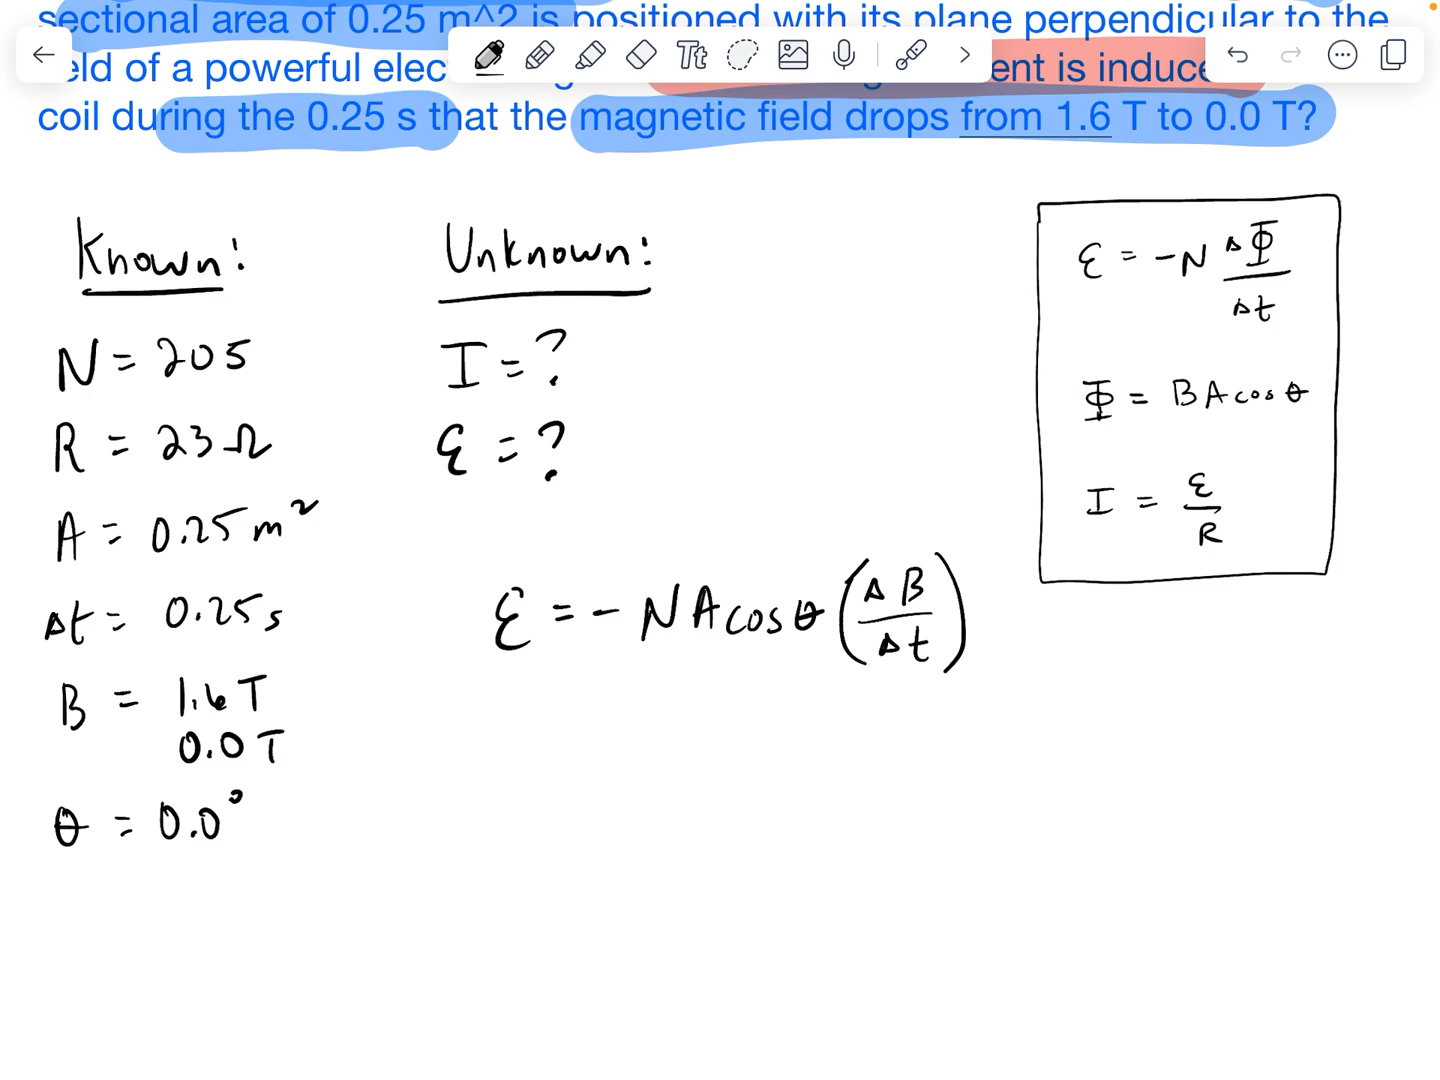 sectional area of 0.25 m^2 is positioned with its plane perpendicular to the
eld of a powerful elec Tt ent is induce
coil during the 0.25 s that the magnetic field drops from 1.6 T to 0.0 T?
Known:
N = 205
R = 23 Ω
A = 0.25 m²
Δt = 0.25 s
B = 1.6 T
0.0 T
θ = 0.0°
Unknown:
I = ?
ℰ = ?
ℰ = - N A cos θ (ΔB/Δt)
ℰ = -N ΔΦ/Δt
Φ = B A cos θ
I = ℰ/R